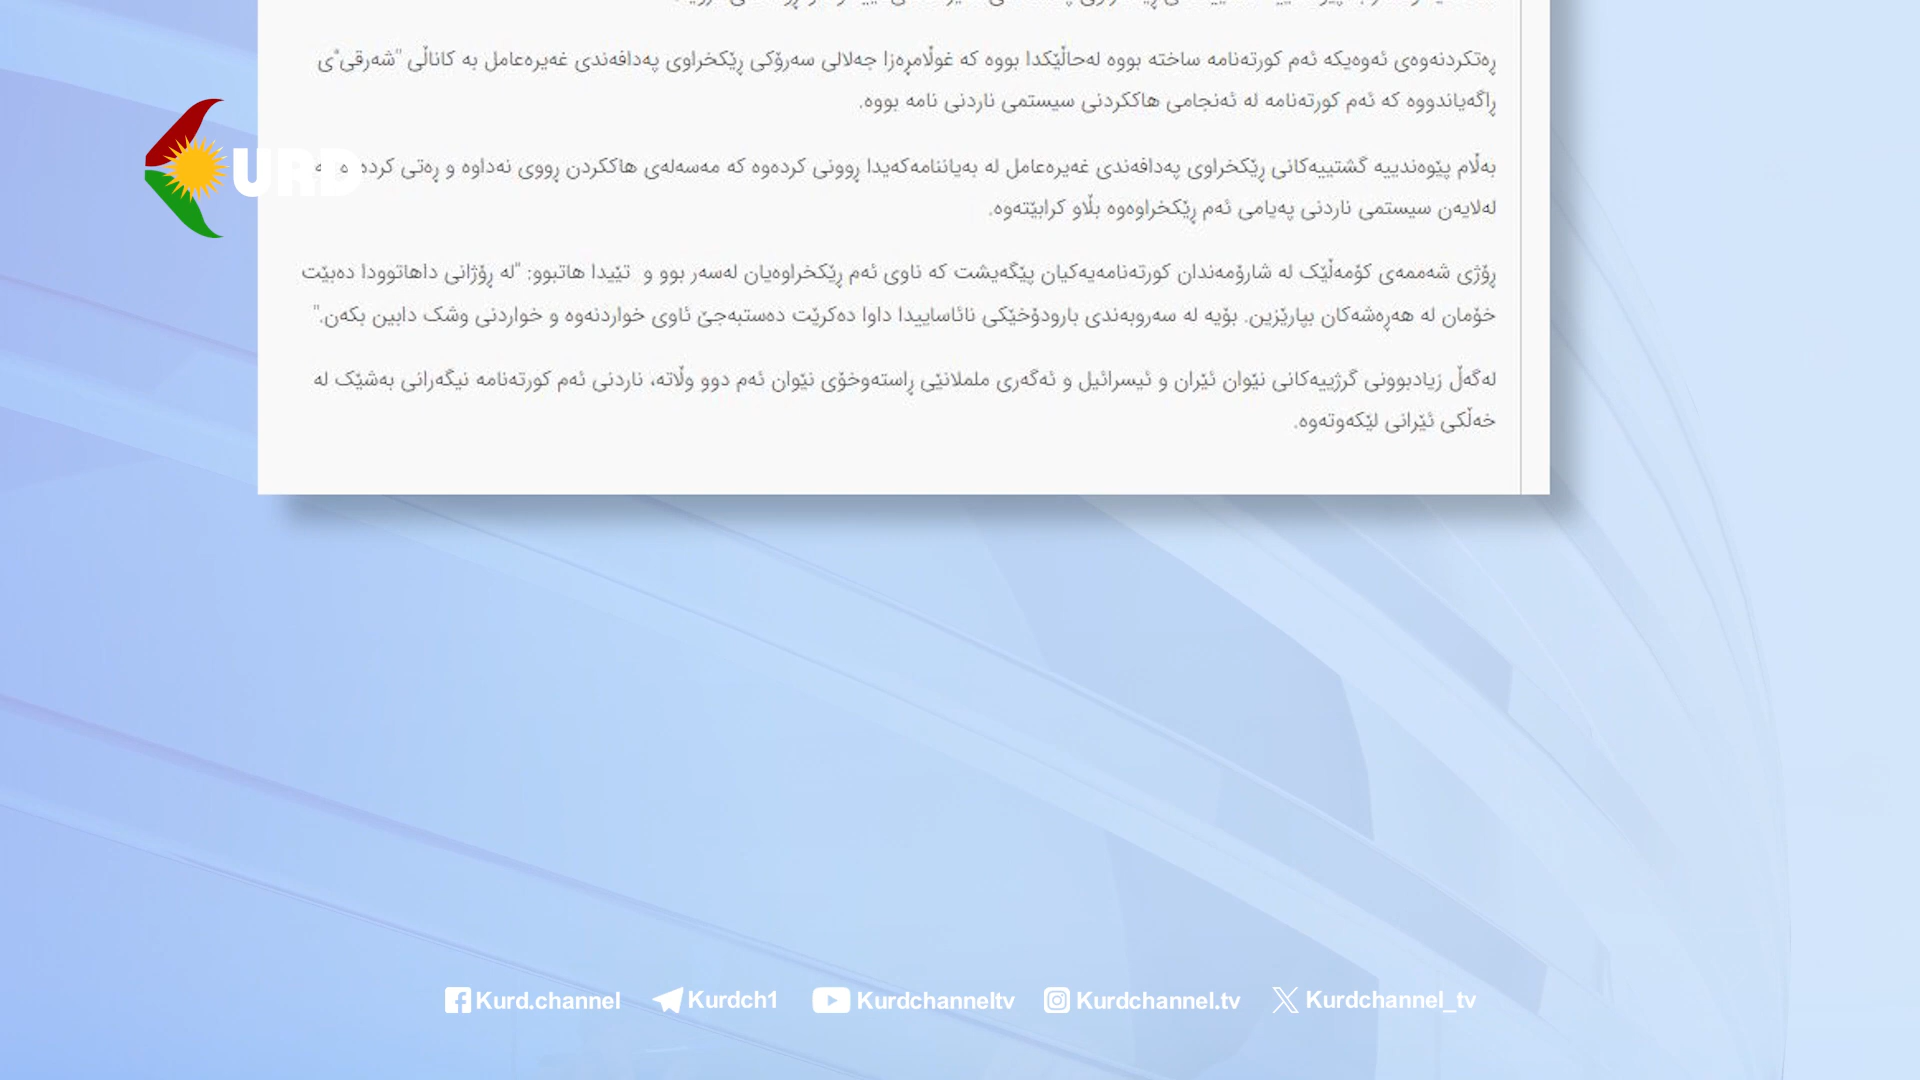 ڕەتکردنەوەی ئەوەیکە ئەم کورتەنامە ساختە بووە لەحاڵێکدا بووە کە غوڵامڕەزا جەلالی سەرۆکی ڕێکخراوی پەدافەندی غەیرەعامل بە کاناڵی "شەرقی"ی
ڕاگەیاندووە کە ئەم کورتەنامە لە ئەنجامی هاککردنی سیستمی ناردنی نامە بووە.
بەڵام پێوەندییە گشتییەکانی ڕێکخراوی پەدافەندی غەیرەعامل لە بەیاننامەکەیدا ڕوونی کردەوە کە مەسەلەی هاککردن ڕووی نەداوە و ڕەتی
لەلایەن سیستمی ناردنی پەیامی ئەم ڕێکخراوەوە بڵاو کرابێتەوە.
ڕۆژی شەممەی کۆمەڵێک لە شارۆمەندان کورتەنامەیەکیان پێگەیشت کە ناوی ئەم ڕێکخراوەیان لەسەر بوو و تێیدا هاتبوو: "لە ڕۆژانی داهاتوودا دەبێت
خۆمان لە هەڕەشەکان بپارێزین. بۆیە لە سەروبەندی بارودۆخێکی نائاساییدا داوا دەکرێت دەستبەجێ ئاوی خواردنەوە و خواردنی وشک دابین بکەن."
لەگەڵ زیادبوونی گرژییەکانی نێوان ئێران و ئیسرائیل و ئەگەری ململانێی ڕاستەوخۆی نێوان ئەم دوو وڵاتە، ناردنی ئەم کورتەنامە نیگەرانی بەشێک لە
خەڵکی ئێرانی لێکەوتەوە.
URD
Kurd.channel Kurdch1 Kurdchanneltv Kurdchannel.tv Kurdchannel_tv